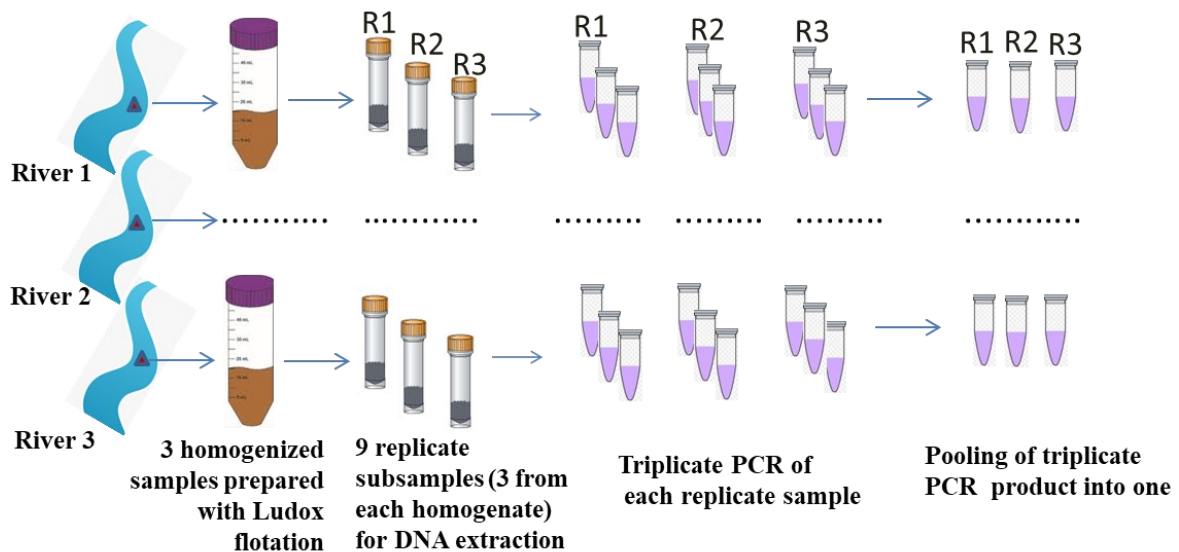 R1
R2
R3
R1
R2
R3
R1
R2
R3
River 1
River 2
River 3
3 homogenized
samples prepared
with Ludox
flotation
9 replicate
subsamples (3 from
each homogenate)
for DNA extraction
Triplicate PCR of
each replicate sample
Pooling of triplicate
PCR product into one